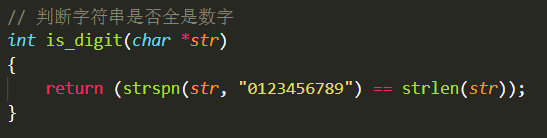 // 判断字符串是否全是数字
int is_digit(char *str)
{
    return (strspn(str, "0123456789") == strlen(str));
}